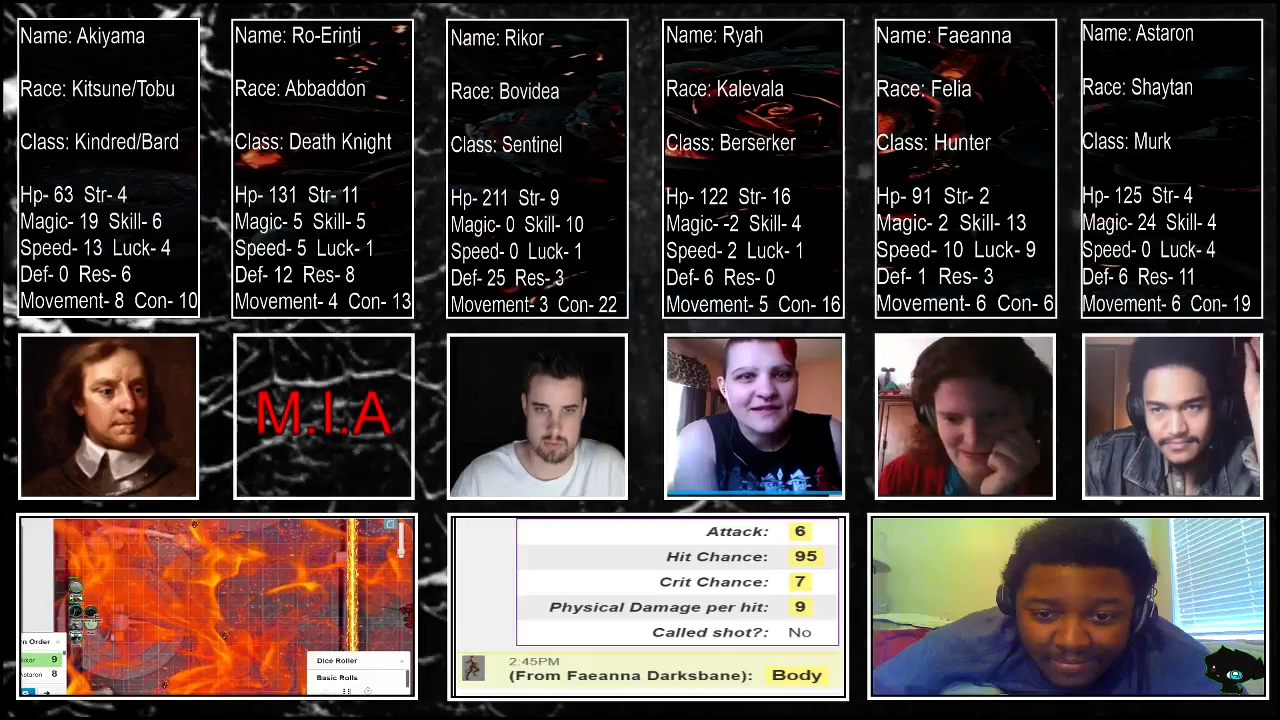 Name: Akiyama
Race: Kitsune/Tobu
Class: Kindred/Bard
Hp- 63 Str- 4
Magic- 19 Skill- 6
Speed- 13 Luck- 4
Def- 0 Res- 6
Movement- 8 Con- 10
Name: Ro-Erinti
Race: Abbaddon
Class: Death Knight
Hp- 131 Str- 11
Magic- 5 Skill- 5
Speed- 5 Luck- 1
Def- 12 Res- 8
Movement- 4 Con- 13
Name: Rikor
Race: Bovidea
Class: Sentinel
Hp- 211 Str- 9
Magic- 0 Skill- 10
Speed- 0 Luck- 1
Def- 25 Res- 3
Movement- 3 Con- 22
Name: Ryah
Race: Kalevala
Class: Berserker
Hp- 122 Str- 16
Magic- -2 Skill- 4
Speed- 2 Luck- 1
Def- 6 Res- 0
Movement- 5 Con- 16
Name: Faeanna
Race: Felia
Class: Hunter
Hp- 91 Str- 2
Magic- 2 Skill- 13
Speed- 10 Luck- 9
Def- 1 Res- 3
Movement- 6 Con- 6
Name: Astaron
Race: Shaytan
Class: Murk
Hp- 125 Str- 4
Magic- 24 Skill- 4
Speed- 0 Luck- 4
Def- 6 Res- 11
Movement- 6 Con- 19
M.I.A
rn Order
9
Astaron 8
Dice Roller
Basic Rolls
Attack: 6
Hit Chance: 95
Crit Chance: 7
Physical Damage per hit: 9
Called shot?: No
2:45PM
(From Faeanna Darksbane): Body